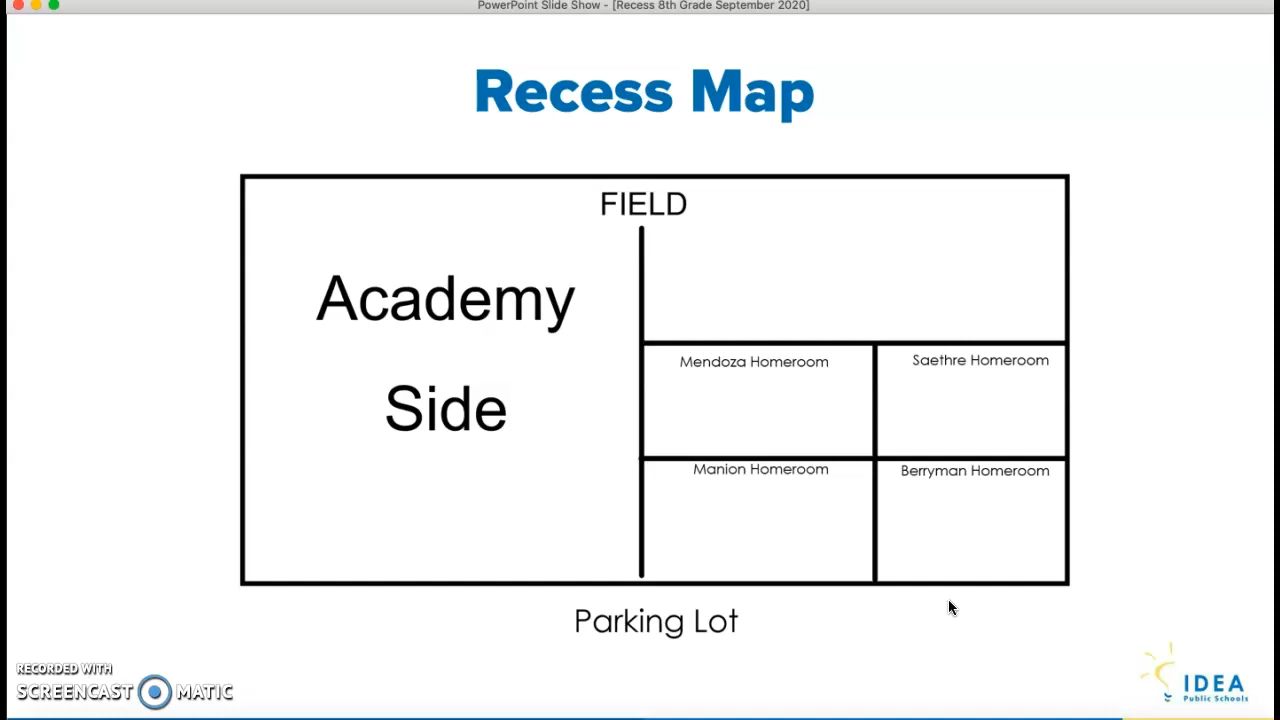 PowerPoint Slide Show - [Recess 8th Grade September 2020]
Recess Map
FIELD
Academy
Side
Mendoza Homeroom
Saethre Homeroom
Manion Homeroom
Berryman Homeroom
Parking Lot
RECORDED WITH
SCREENCAST MATIC
IDEA
Public Schools